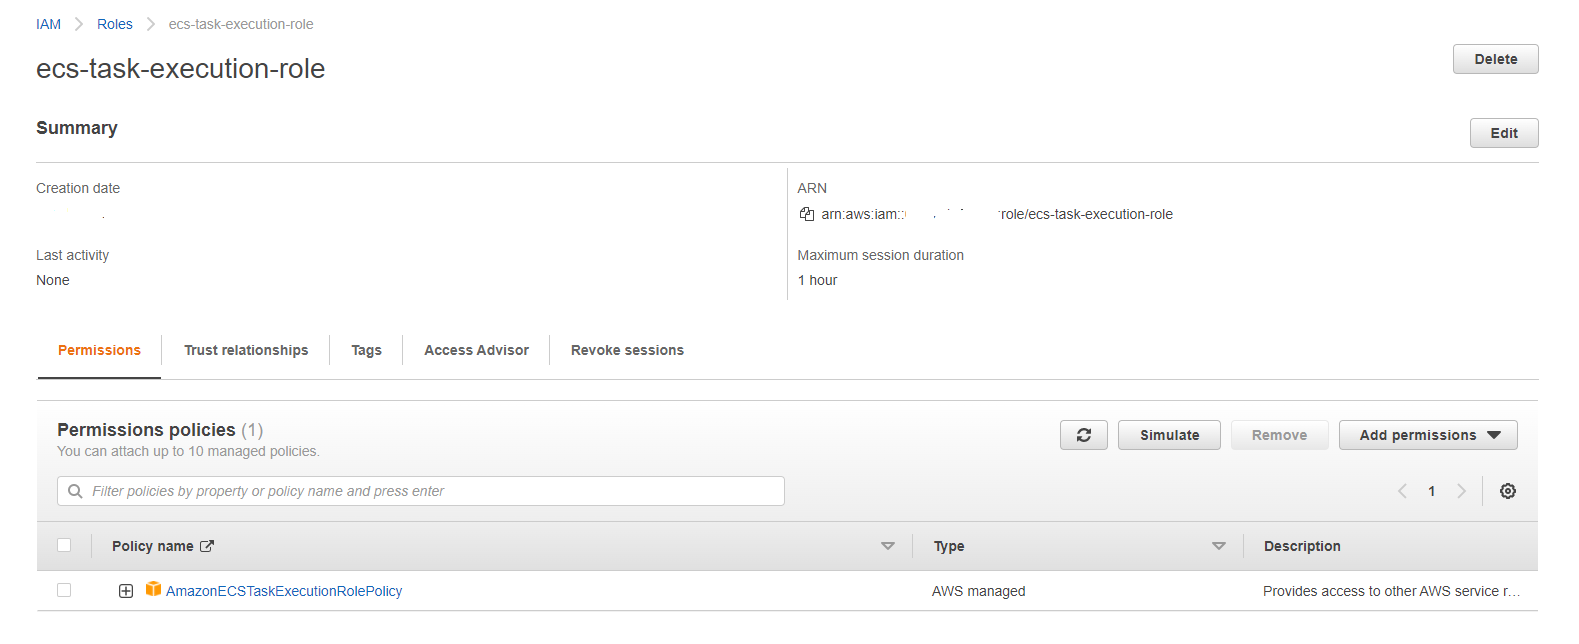 IAM > Roles > ecs-task-execution-role
ecs-task-execution-role
Delete
Summary
Edit
Creation date
ARN
arn:aws:iam:: role/ecs-task-execution-role
Last activity
Maximum session duration
None
1 hour
Permissions
Trust relationships
Tags
Access Advisor
Revoke sessions
Permissions policies (1)
You can attach up to 10 managed policies.
Simulate
Remove
Add permissions
Filter policies by property or policy name and press enter
1
Policy name
Type
Description
AmazonECSTaskExecutionRolePolicy
AWS managed
Provides access to other AWS service r...